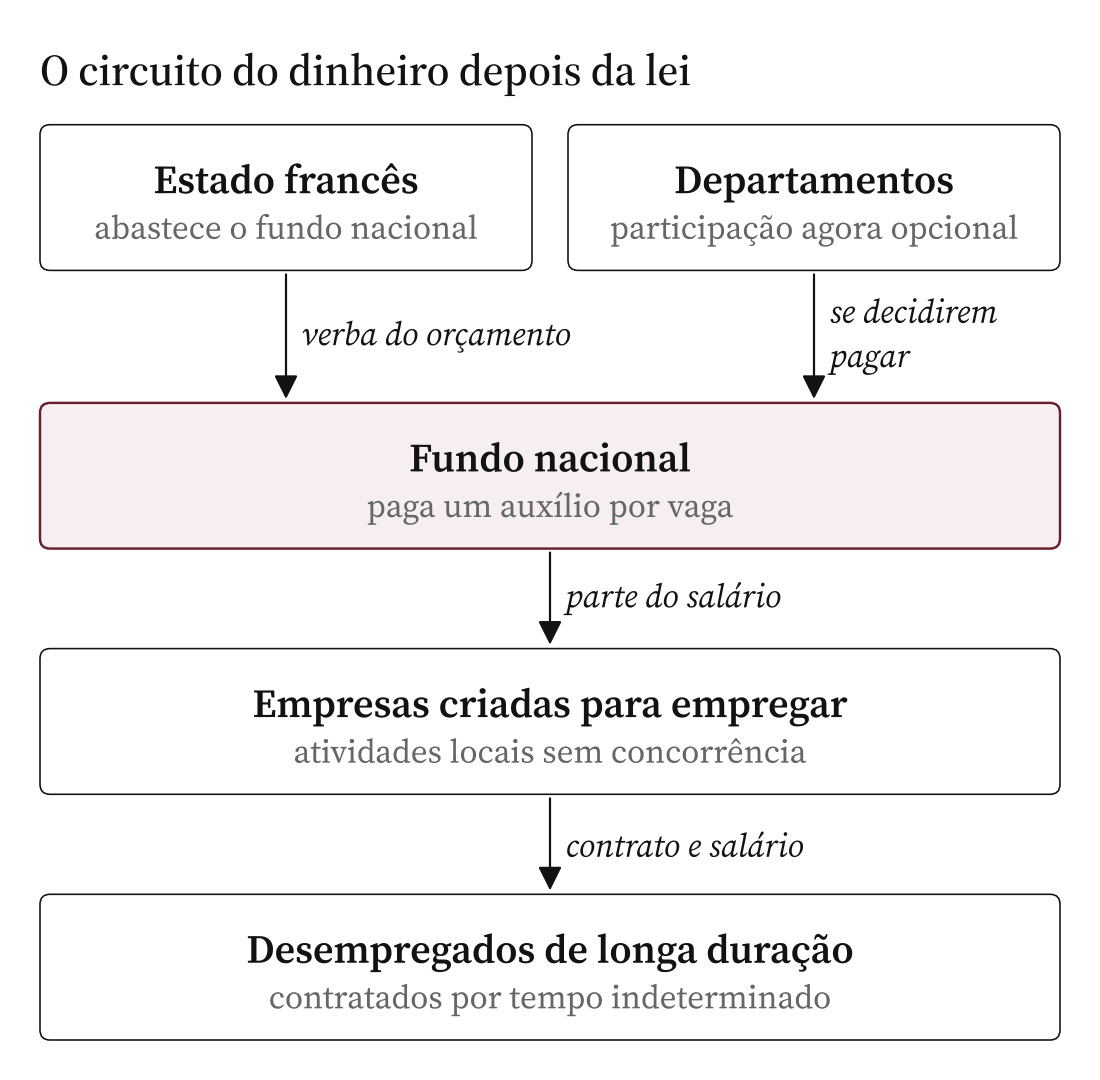 O circuito do dinheiro depois da lei
Estado francês
abastece o fundo nacional
Departamentos
participação agora opcional
verba do orçamento
se decidirem
pagar
Fundo nacional
paga um auxílio por vaga
parte do salário
Empresas criadas para empregar
atividades locais sem concorrência
contrato e salário
Desempregados de longa duração
contratados por tempo indeterminado